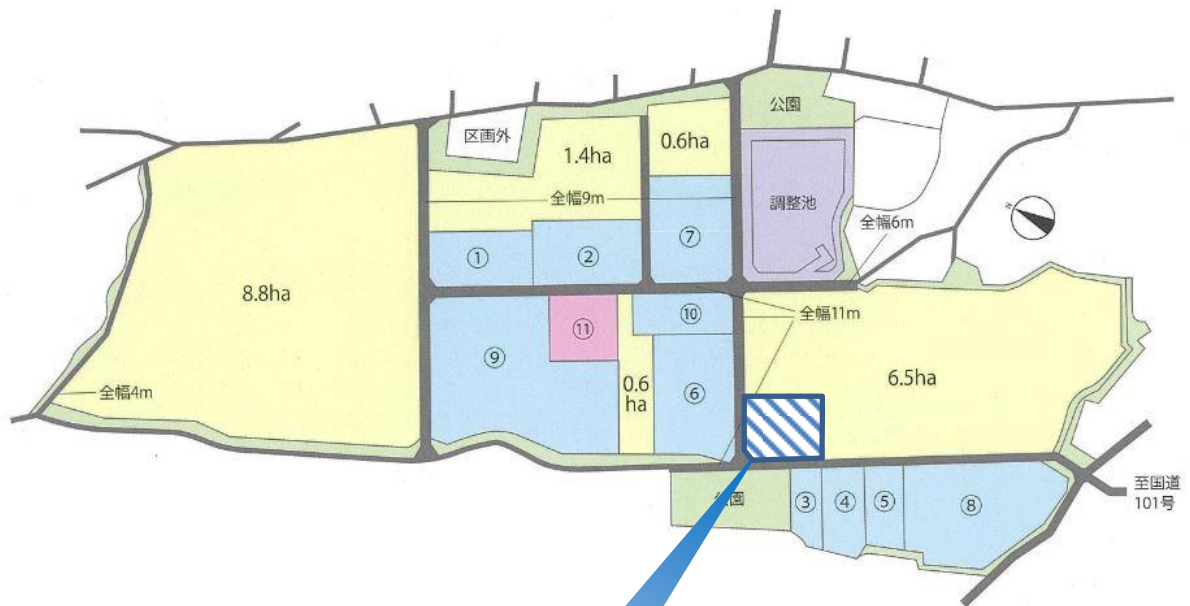 公園
区画外
0.6ha
1.4ha
全幅9m
調整池
全幅6m
⑦
①
②
N
8.8ha
⑪
⑩
全幅11m
⑨
6.5ha
0.6
ha
⑥
全幅4m
園
③
④
⑤
⑧
至国道
101号